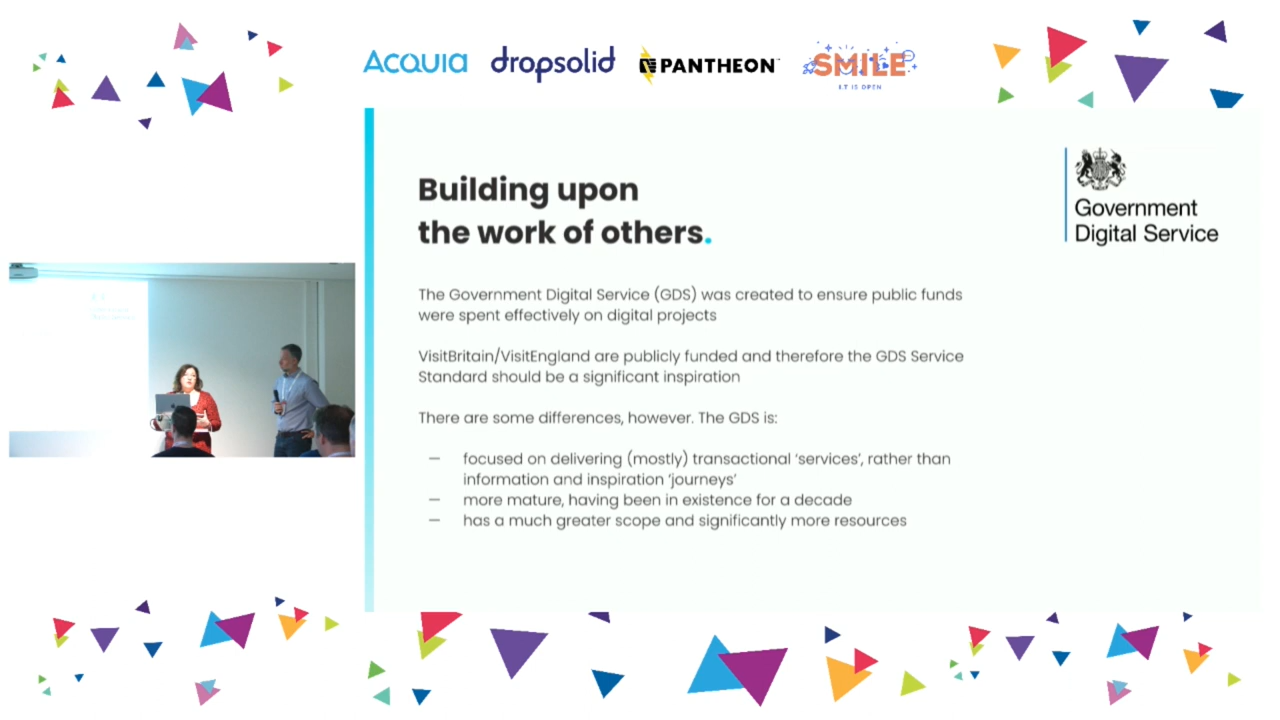 ACQUIA dropsolid PANTHEON SMILE
I.T IS OPEN
Building upon
the work of others.
Government
Digital Service
The Government Digital Service (GDS) was created to ensure public funds
were spent effectively on digital projects
VisitBritain/VisitEngland are publicly funded and therefore the GDS Service
Standard should be a significant inspiration
There are some differences, however. The GDS is:
— focused on delivering (mostly) transactional ‘services’, rather than
information and inspiration ‘journeys’
— more mature, having been in existence for a decade
— has a much greater scope and significantly more resources